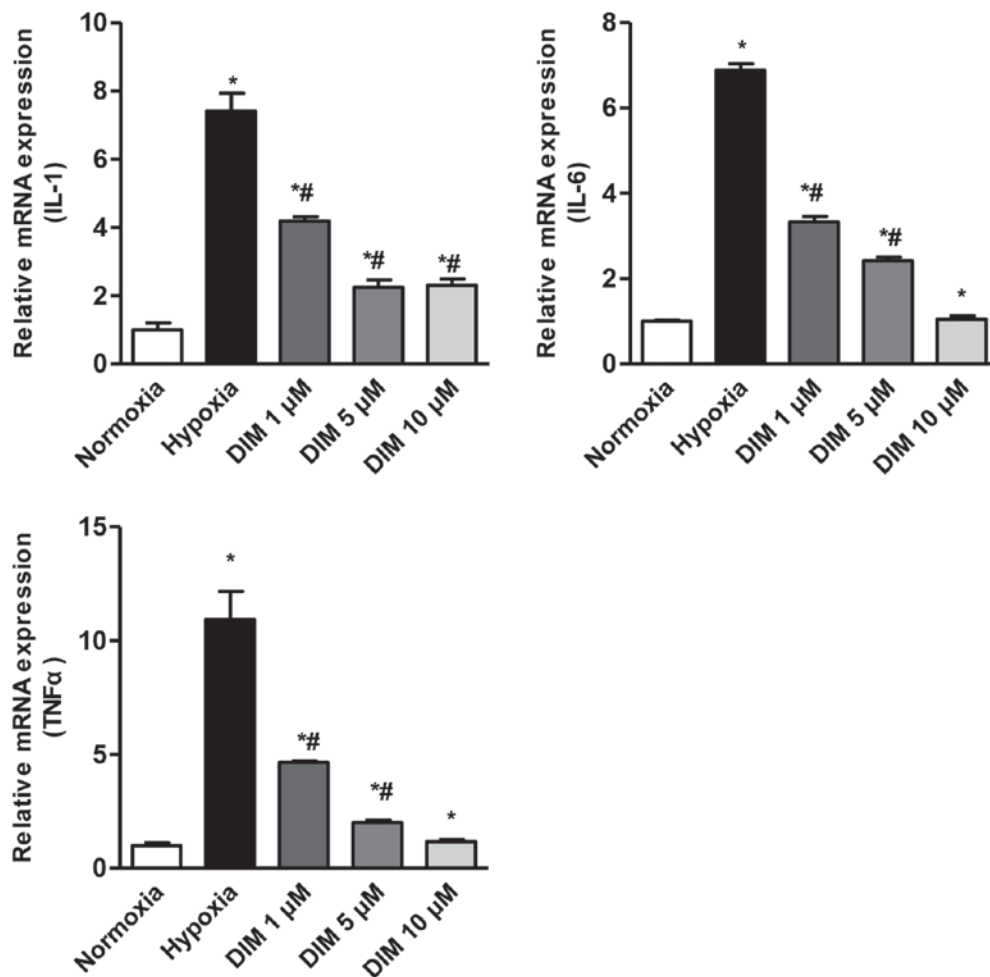 Relative mRNA expression
(IL-1)
10
8
6
4
2
0
*
*#
*#
*#
Normoxia
Hypoxia
DIM 1 µM
DIM 5 µM
DIM 10 µM
Relative mRNA expression
(IL-6)
8
6
4
2
0
*
*#
*#
*
Normoxia
Hypoxia
DIM 1 µM
DIM 5 µM
DIM 10 µM
Relative mRNA expression
(TNFα)
15
10
5
0
*
*#
*#
*
Normoxia
Hypoxia
DIM 1 µM
DIM 5 µM
DIM 10 µM